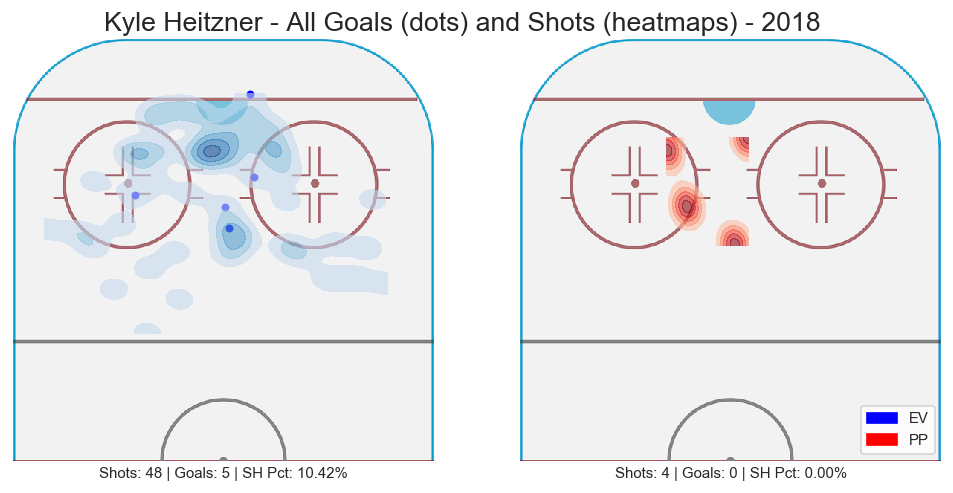 Kyle Heitzner - All Goals (dots) and Shots (heatmaps) - 2018
EV
PP
Shots: 48 | Goals: 5 | SH Pct: 10.42%
Shots: 4 | Goals: 0 | SH Pct: 0.00%